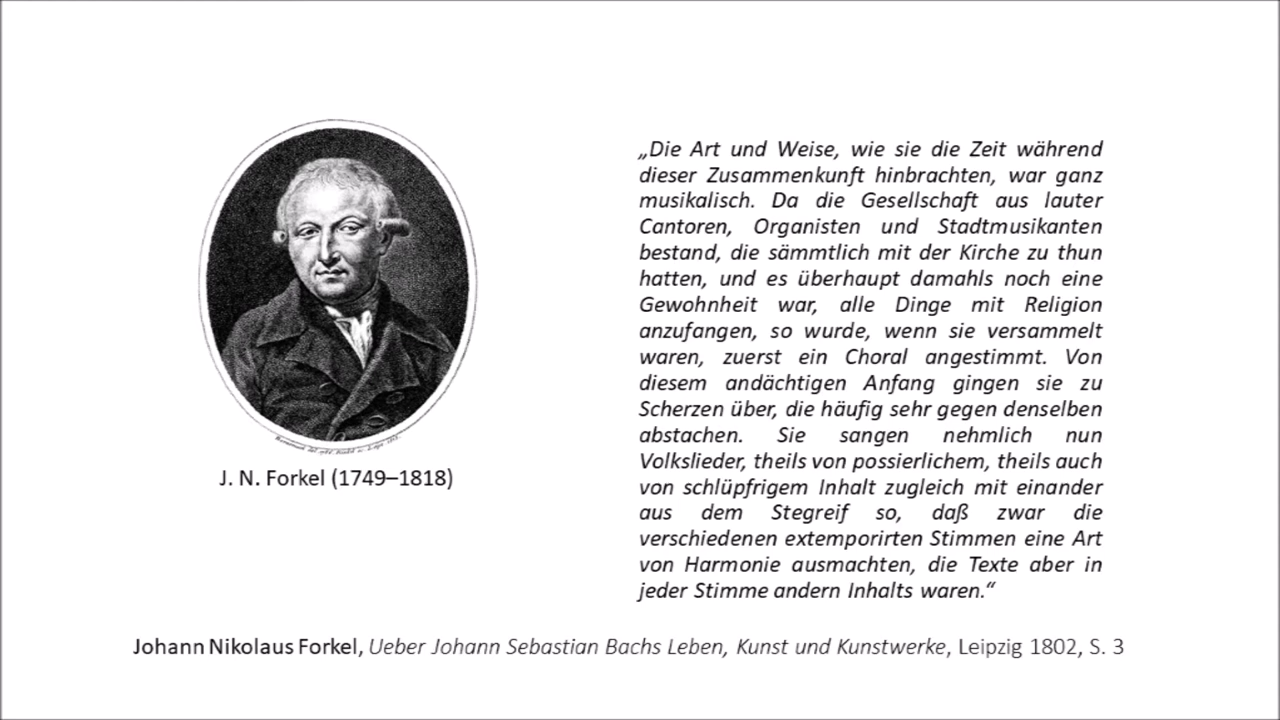 „Die Art und Weise, wie sie die Zeit während
dieser Zusammenkunft hinbrachten, war ganz
musikalisch. Da die Gesellschaft aus lauter
Cantoren, Organisten und Stadtmusikanten
bestand, die sämmtlich mit der Kirche zu thun
hatten, und es überhaupt damahls noch eine
Gewohnheit war, alle Dinge mit Religion
anzufangen, so wurde, wenn sie versammelt
waren, zuerst ein Choral angestimmt. Von
diesem andächtigen Anfang gingen sie zu
Scherzen über, die häufig sehr gegen denselben
abstachen. Sie sangen nehmlich nun
Volkslieder, theils von possierlichem, theils auch
von schlüpfrigem Inhalt zugleich mit einander
aus dem Stegreif so, daß zwar die
verschiedenen extemporirten Stimmen eine Art
von Harmonie ausmachten, die Texte aber in
jeder Stimme andern Inhalts waren.“
J. N. Forkel (1749–1818)
Johann Nikolaus Forkel, Ueber Johann Sebastian Bachs Leben, Kunst und Kunstwerke, Leipzig 1802, S. 3